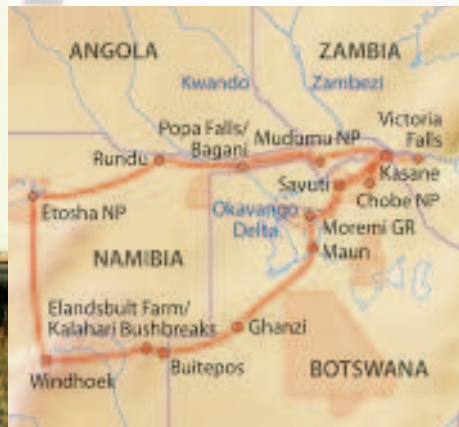 ANGOLA
ZAMBIA
Kwando
Zambezi
Popa Falls/
Bagani
Mudumu NP
Victoria
Falls
Rundu
Kasane
Savuti
Chobe NP
Etosha NP
Okavango
Delta
Moremi GR
NAMIBIA
Maun
Elandsbuit Farm/
Kalahari Bushbreaks
Ghanzi
Windhoek
Buitepos
BOTSWANA